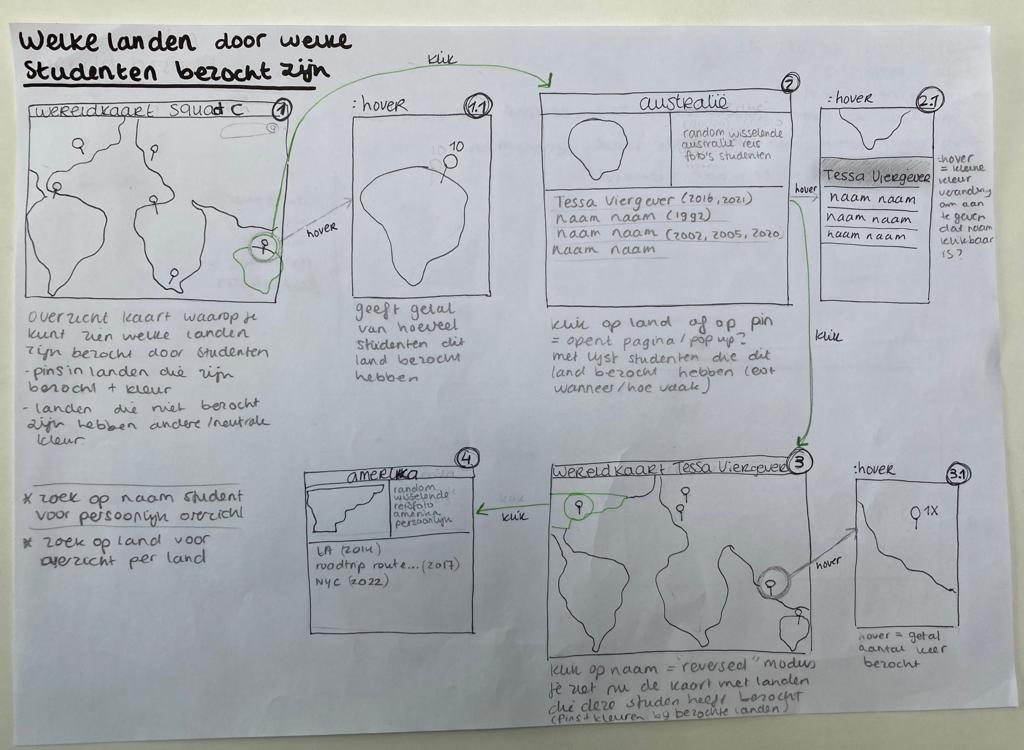 Welke landen door welke
Studenten bezocht zijn
wereldkaart squad C
1
klik
hover
overzicht kaart waarop je
kunt zien welke landen
zijn bezocht door studenten
- pins in landen die zijn
bezocht + kleur
- landen die niet bezocht
zijn hebben andere/neutrale
kleur
* zoek op naam student
voor persoonlijk overzicht
* zoek op land voor
overzicht per land
:hover
1.1
10
geeft getal
van hoeveel
studenten dit
land bezocht
hebben
2
australië
random wisselende
australië reis
foto's studenten
Tessa Viergever (2016, 2021)
naam naam (1992)
naam naam (2002, 2005, 2020,
naam naam
hover
klik op land of op pin
= opent pagina/pop up?
met lijst studenten die dit
land bezocht hebben (evt
wanneer/hoe vaak)
klik
:hover
2.1
Tessa Viergever
naam naam
naam naam
naam naam
:hover
= kleine
kleur
verandring
om aan
te geven
dat naam
klikbaar
is?
wereldkaart Tessa Viergever
3
hover
klik op naam = "reversed" modus
je ziet nu de kaart met landen
die deze studen heeft bezocht
(pins + kleuren bij bezochte landen)
:hover
3.1
1x
hover = getal
aantal keer
bezocht
klik
klik
4
amerika
random
wisselende
reisfoto
amerika
persoonlijk
LA (2014)
roadtrip route... (2017)
NYC (2022)